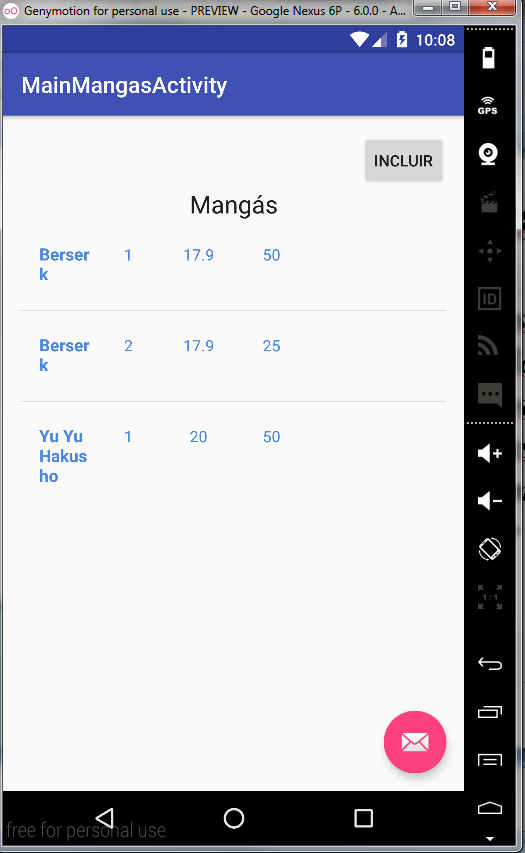 Genymotion for personal use - PREVIEW - Google Nexus 6P - 6.0.0 - A...
10:08
MainMangasActivity
GPS
INCLUIR
Mangás
Berser 1 17.9 50
k
ID
Berser 2 17.9 25
k
Yu Yu 1 20 50
Hakus
ho
1:1
free for personal use